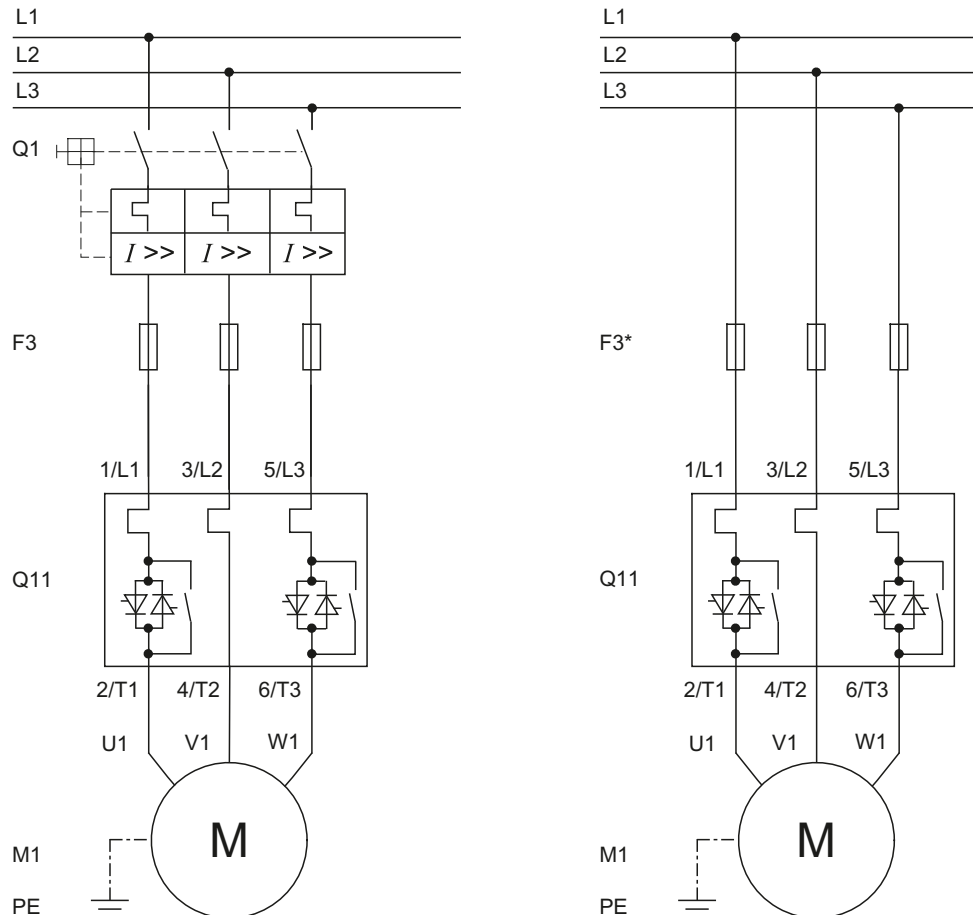 L1
L2
L3
Q1
I >> I >> I >>
F3
1/L1 3/L2 5/L3
Q11
2/T1 4/T2 6/T3
U1 V1 W1
M
M1
PE
L1
L2
L3
F3*
1/L1 3/L2 5/L3
Q11
2/T1 4/T2 6/T3
U1 V1 W1
M
M1
PE